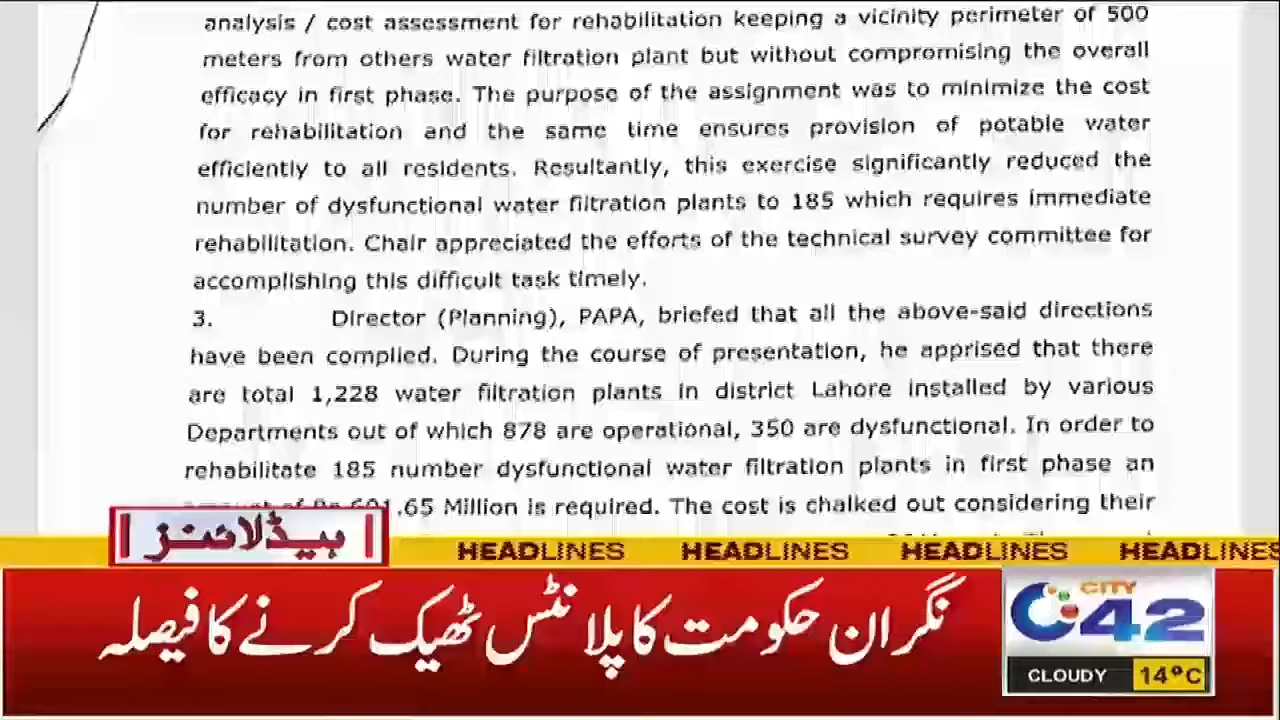 analysis / cost assessment for rehabilitation keeping a vicinity perimeter of 500
meters from others water filtration plant but without compromising the overall
efficacy in first phase. The purpose of the assignment was to minimize the cost
for rehabilitation and the same time ensures provision of potable water
efficiently to all residents. Resultantly, this exercise significantly reduced the
number of dysfunctional water filtration plants to 185 which requires immediate
rehabilitation. Chair appreciated the efforts of the technical survey committee for
accomplishing this difficult task timely.
3. Director (Planning), PAPA, briefed that all the above-said directions
have been complied. During the course of presentation, he apprised that there
are total 1,228 water filtration plants in district Lahore installed by various
Departments out of which 878 are operational, 350 are dysfunctional. In order to
rehabilitate 185 number dysfunctional water filtration plants in first phase an
amount of Rs 601.65 Million is required. The cost is chalked out considering their
ہیڈلائنز
HEADLINES HEADLINES HEADLINES HEADLINES
نگران حکومت کا پلانٹس ٹھیک کرنے کا فیصلہ
CITY
42
CLOUDY 14°C